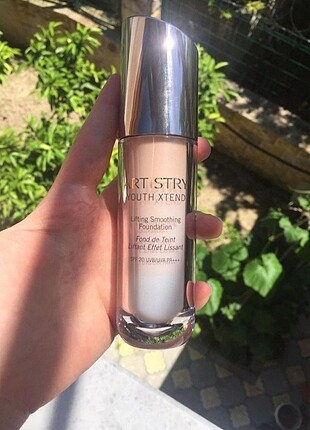 ARTISTRY
YOUTH XTEND
Lifting Smoothing
Foundation
Fond de Teint
Liftant Effet Lissant
SPF 20 UVB/UVA PA+++